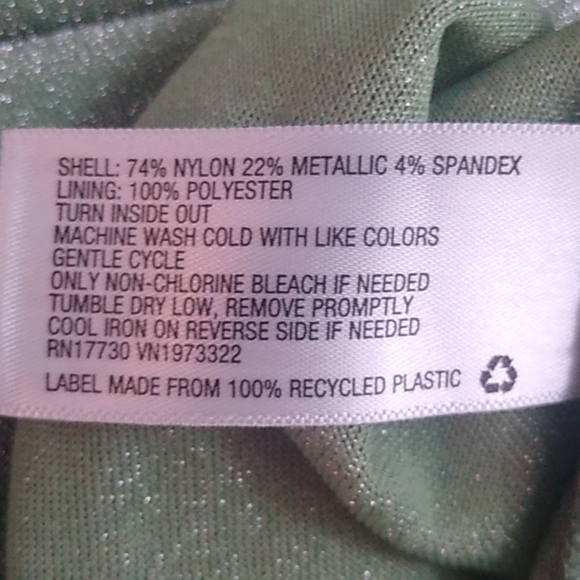 SHELL: 74% NYLON 22% METALLIC 4% SPANDEX
LINING: 100% POLYESTER
TURN INSIDE OUT
MACHINE WASH COLD WITH LIKE COLORS
GENTLE CYCLE
ONLY NON-CHLORINE BLEACH IF NEEDED
TUMBLE DRY LOW, REMOVE PROMPTLY
COOL IRON ON REVERSE SIDE IF NEEDED
RN17730 VN1973322
LABEL MADE FROM 100% RECYCLED PLASTIC